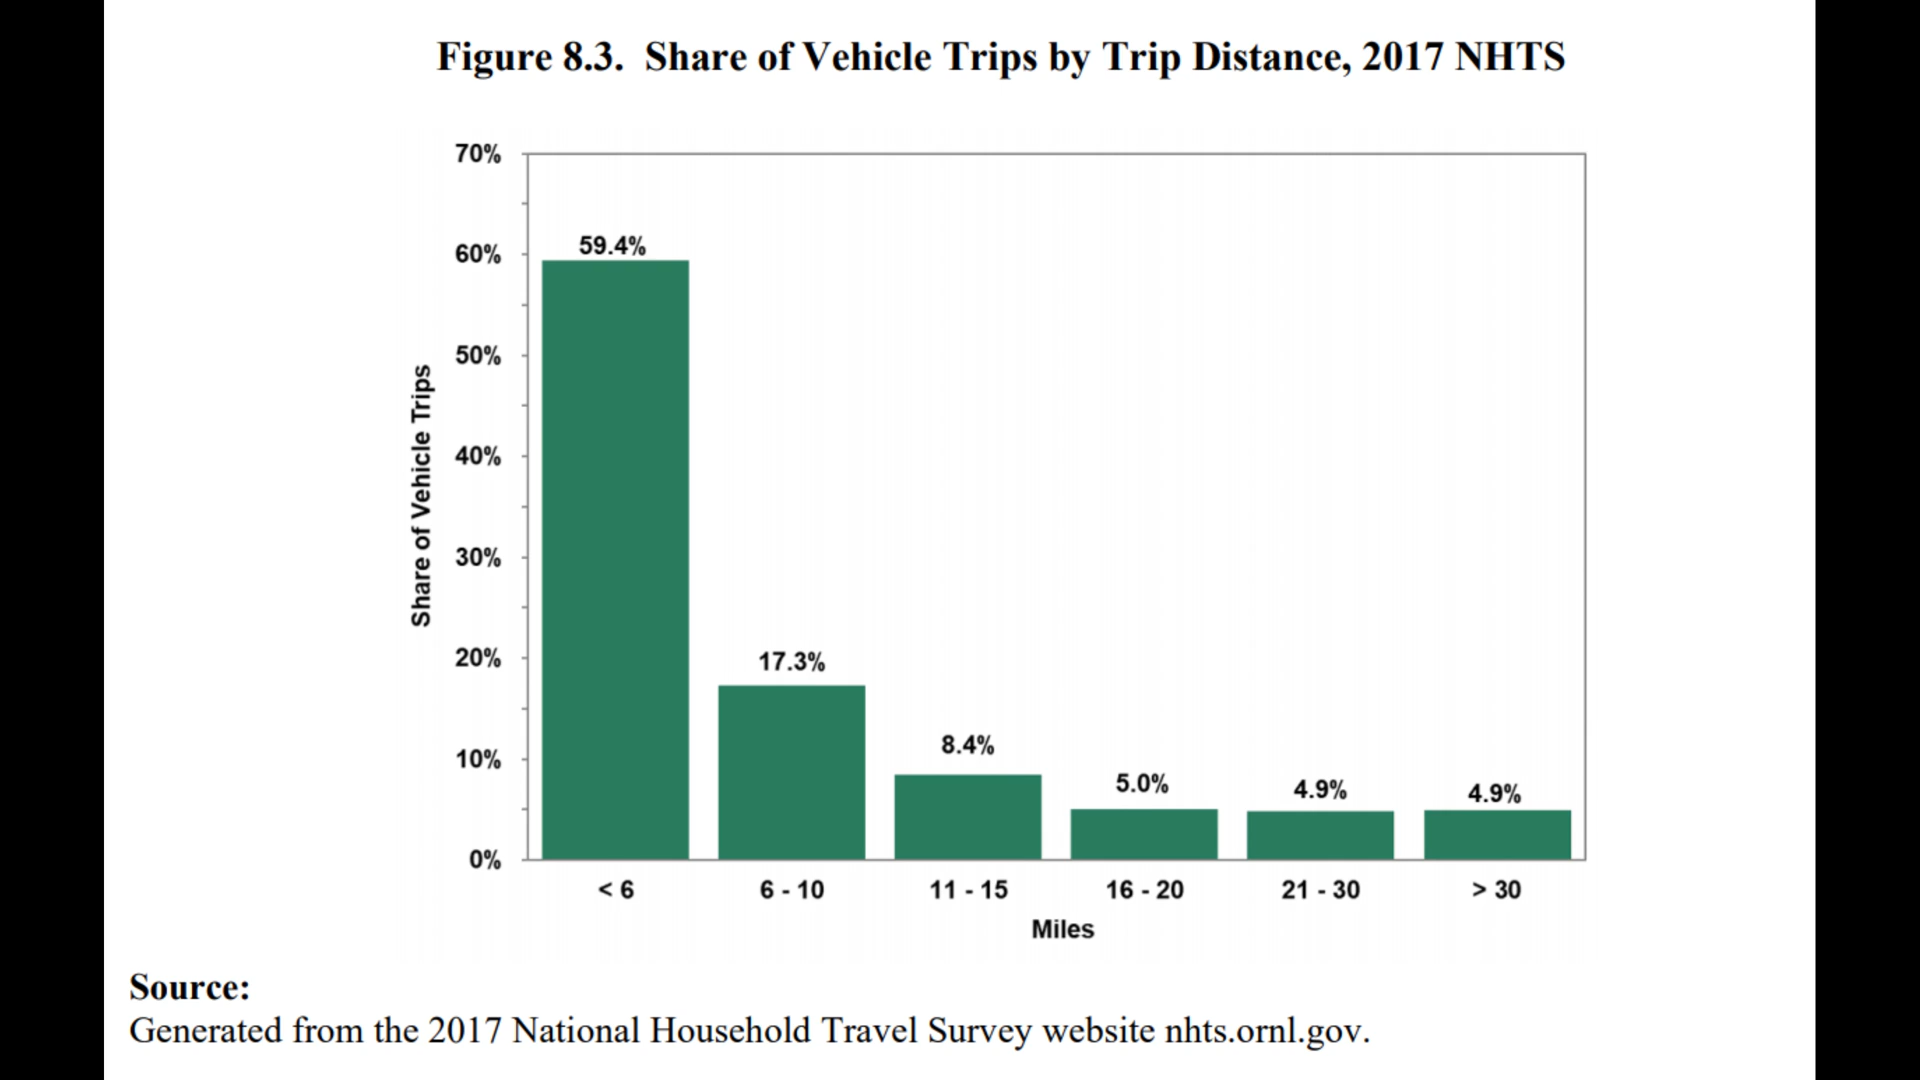 Figure 8.3. Share of Vehicle Trips by Trip Distance, 2017 NHTS
70%
60%
50%
40%
30%
20%
10%
0%
Share of Vehicle Trips
59.4%
17.3%
8.4%
5.0%
4.9%
4.9%
< 6
6 - 10
11 - 15
16 - 20
21 - 30
> 30
Miles
Source:
Generated from the 2017 National Household Travel Survey website nhts.ornl.gov.